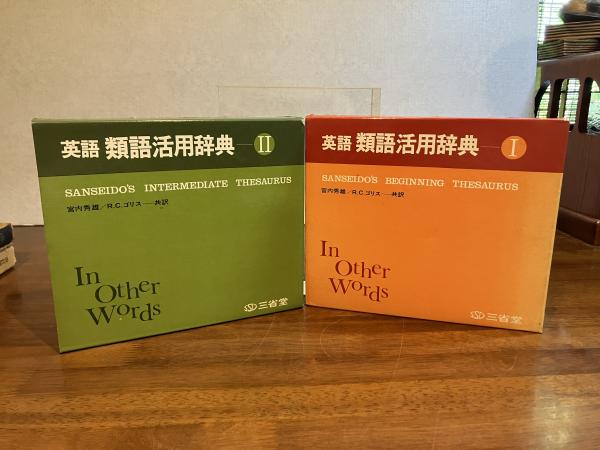 英語 類語活用辞典 II
SANSEIDO'S INTERMEDIATE THESAURUS
宮内秀雄/R.C.ゴリス——共訳
In
Other
Words
三省堂
英語 類語活用辞典 I
SANSEIDO'S BEGINNING THESAURUS
宮内秀雄/R.C.ゴリス——共訳
In
Other
Words
三省堂